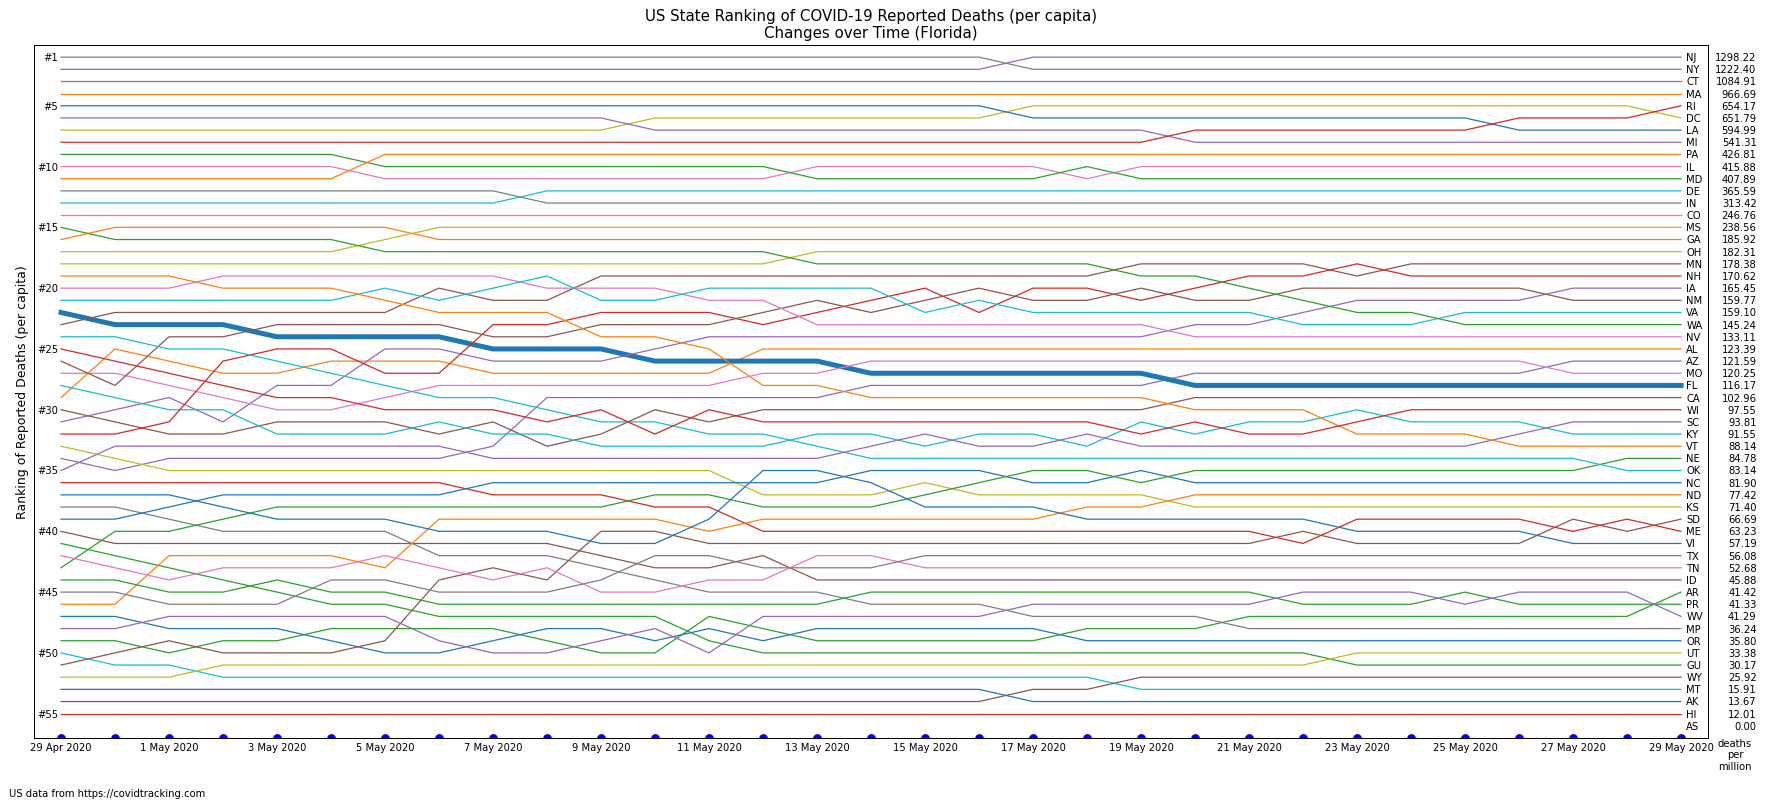 US State Ranking of COVID-19 Reported Deaths (per capita)
Changes over Time (Florida)
Ranking of Reported Deaths (per capita)
#1
#5
#10
#15
#20
#25
#30
#35
#40
#45
#50
#55
NJ 1298.22
NY 1222.40
CT 1084.91
MA 966.69
RI 654.17
DC 651.79
LA 594.99
MI 541.31
PA 426.81
IL 415.88
MD 407.89
DE 365.59
IN 313.42
CO 246.76
MS 238.56
GA 185.92
OH 182.31
MN 178.38
NH 170.62
IA 165.45
NM 159.77
VA 159.10
WA 145.24
NV 133.11
AL 123.39
AZ 121.59
MO 120.25
FL 116.17
CA 102.96
WI 97.55
SC 93.81
KY 91.55
VT 88.14
NE 84.78
OK 83.14
NC 81.90
ND 77.42
KS 71.40
SD 66.69
ME 63.23
VI 57.19
TX 56.08
TN 52.68
ID 45.88
AR 41.42
PR 41.33
WV 41.29
MP 36.24
OR 35.80
UT 33.38
GU 30.17
WY 25.92
MT 15.91
AK 13.67
HI 12.01
AS 0.00
29 Apr 2020 1 May 2020 3 May 2020 5 May 2020 7 May 2020 9 May 2020 11 May 2020 13 May 2020 15 May 2020 17 May 2020 19 May 2020 21 May 2020 23 May 2020 25 May 2020 27 May 2020 29 May 2020
deaths
per
million
US data from https://covidtracking.com